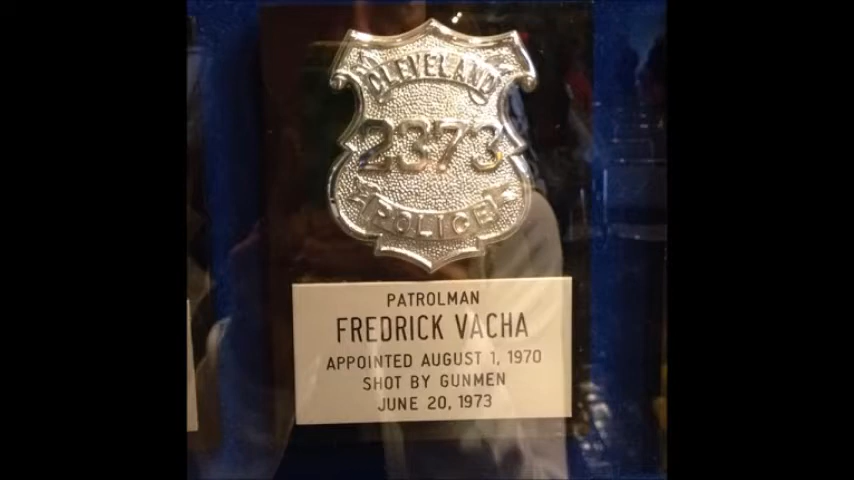 CLEVELAND
2373
POLICE
PATROLMAN
FREDRICK VACHA
APPOINTED AUGUST 1, 1970
SHOT BY GUNMEN
JUNE 20, 1973